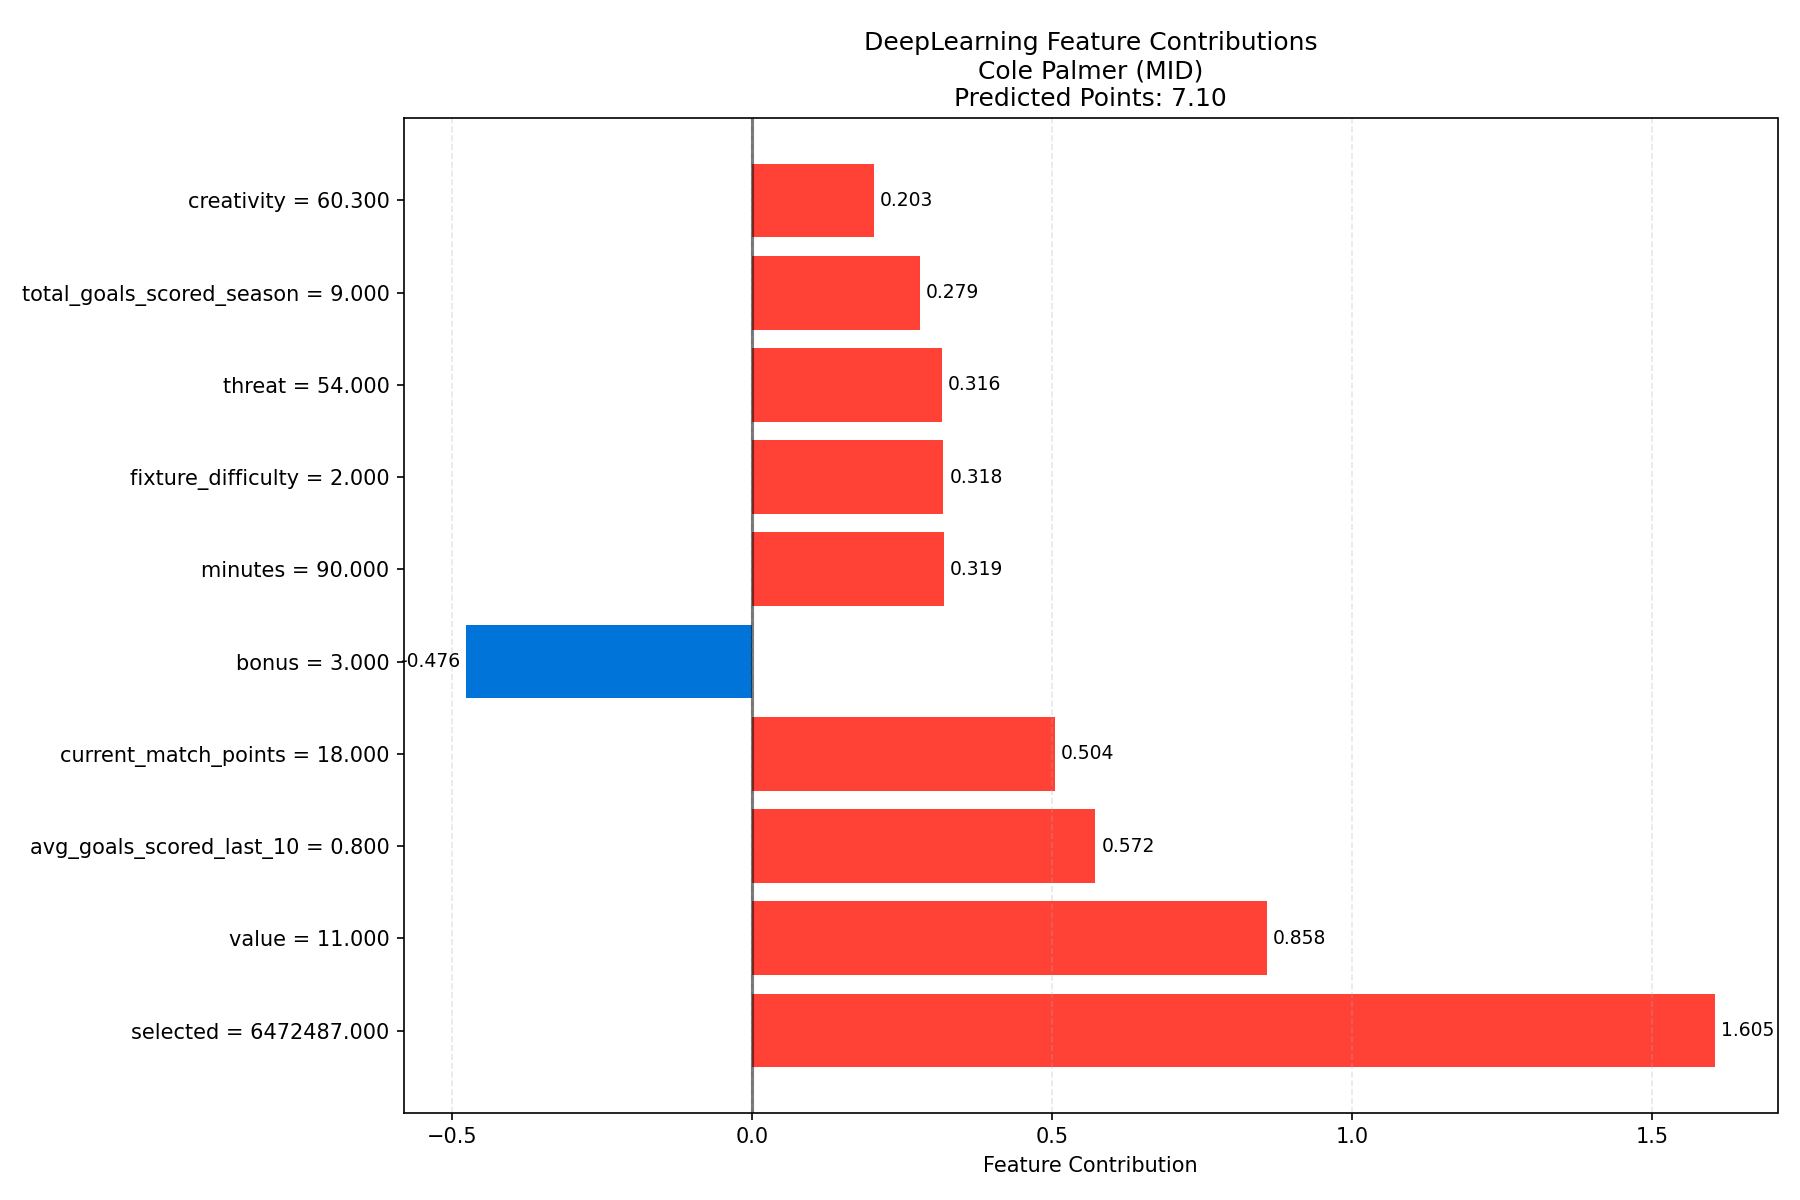 DeepLearning Feature Contributions
Cole Palmer (MID)
Predicted Points: 7.10
creativity = 60.300
0.203
total_goals_scored_season = 9.000
0.279
threat = 54.000
0.316
fixture_difficulty = 2.000
0.318
minutes = 90.000
0.319
bonus = 3.000
-0.476
current_match_points = 18.000
0.504
avg_goals_scored_last_10 = 0.800
0.572
value = 11.000
0.858
selected = 6472487.000
1.605
−0.5 0.0 0.5 1.0 1.5
Feature Contribution